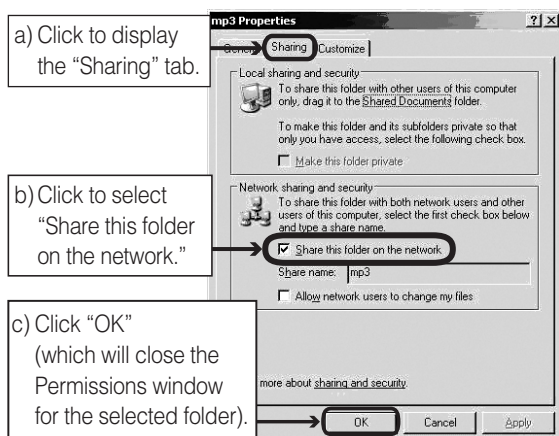 mp3 Properties
a) Click to display
the “Sharing” tab.
General Sharing Customize
Local sharing and security
To share this folder with other users of this computer
only, drag it to the Shared Documents folder.
To make this folder and its subfolders private so that
only you have access, select the following check box.
Make this folder private
b) Click to select
“Share this folder
on the network.”
Network sharing and security
To share this folder with both network users and other
users of this computer, select the first check box below
and type a share name.
Share this folder on the network
Share name: mp3
Allow network users to change my files
c) Click “OK”
(which will close the
Permissions window
for the selected folder).
more about sharing and security.
OK Cancel Apply